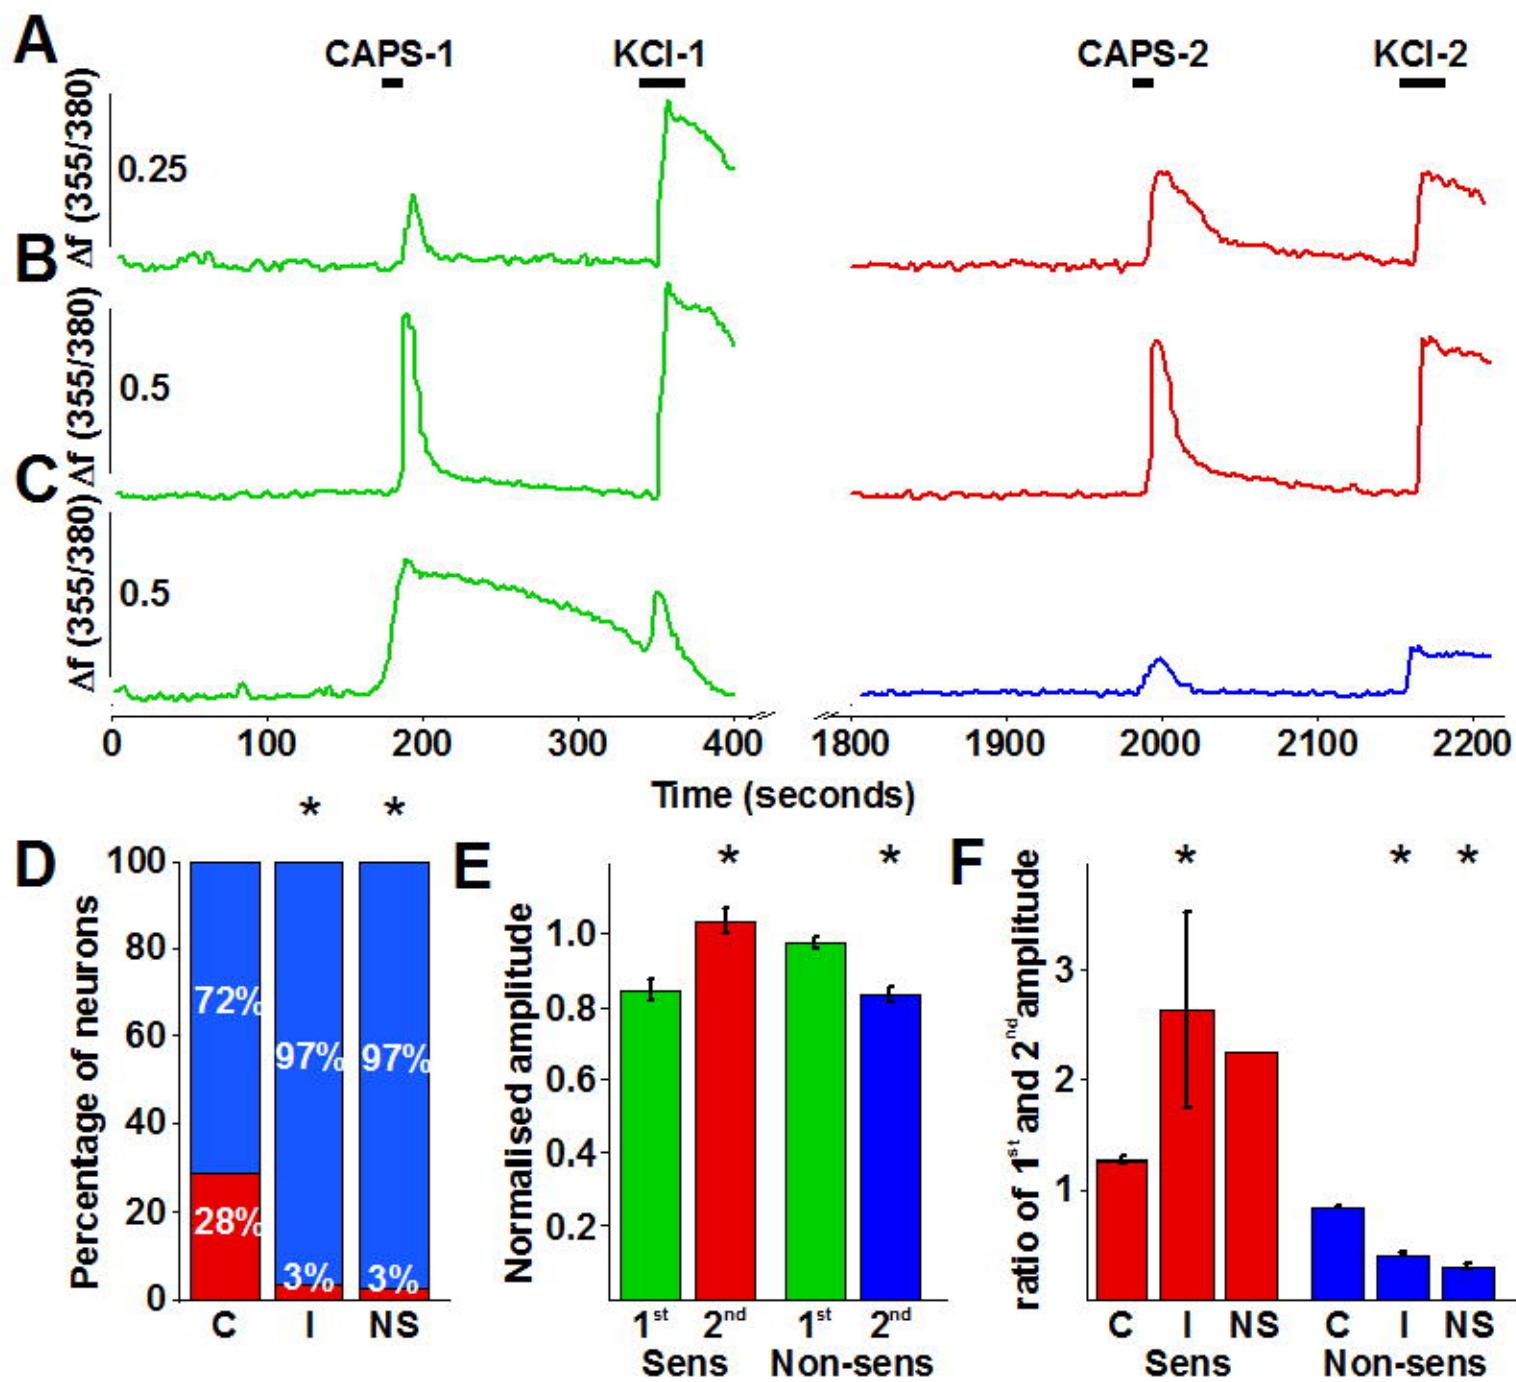 A
CAPS-1 KCl-1 CAPS-2 KCl-2
Δf (355/380)
0.25
B
Δf (355/380)
0.5
C
Δf (355/380)
0.5
0 100 200 300 400 1800 1900 2000 2100 2200
Time (seconds)
* *
D
Percentage of neurons
100
80
60
40
20
0
72% 97% 97%
28% 3% 3%
C I NS
E
Normalised amplitude
* *
1.0
0.8
0.6
0.4
0.2
1st 2nd 1st 2nd
Sens Non-sens
F
ratio of 1st and 2nd amplitude
* * *
3
2
1
C I NS C I NS
Sens Non-sens